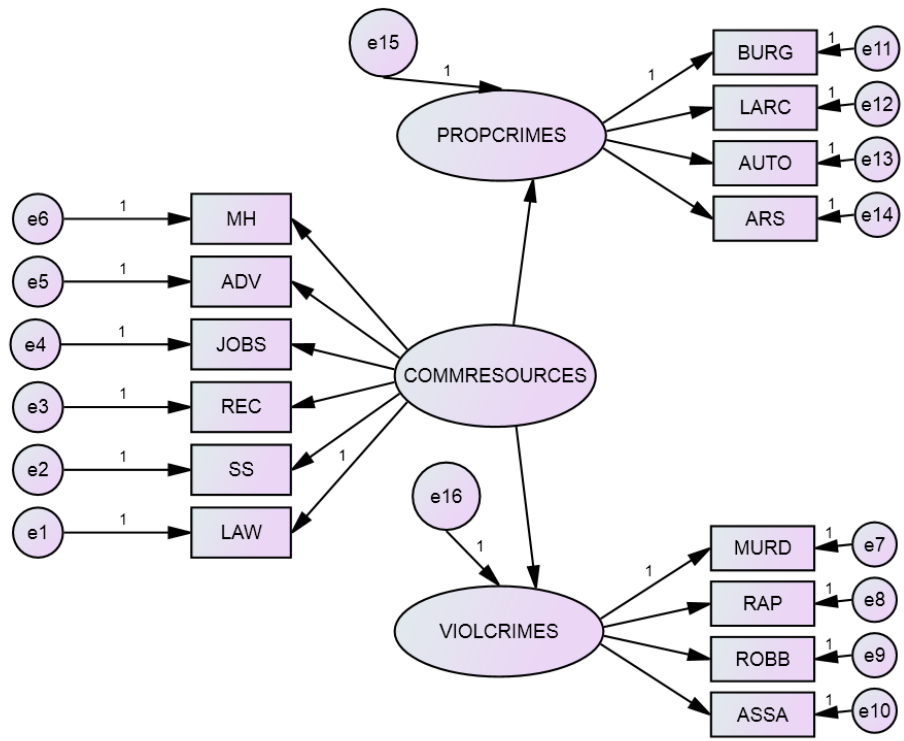 e15
1
PROPCRIMES
1
BURG
1
e11
LARC
1
e12
AUTO
1
e13
ARS
1
e14
e6
1
MH
e5
1
ADV
e4
1
JOBS
e3
1
REC
e2
1
SS
e1
1
LAW
1
COMMRESOURCES
e16
1
VIOLCRIMES
1
MURD
1
e7
RAP
1
e8
ROBB
1
e9
ASSA
1
e10